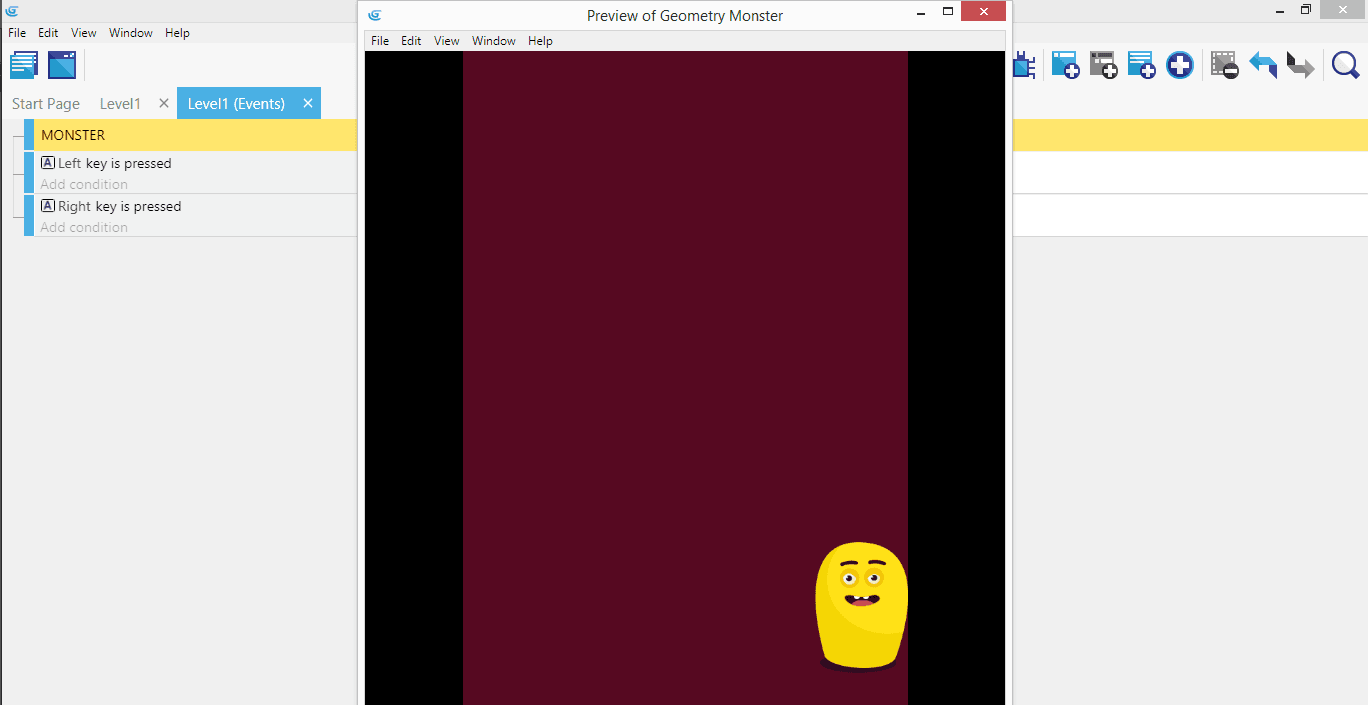 Preview of Geometry Monster
File Edit View Window Help
File Edit View Window Help
Start Page Level1 Level1 (Events)
MONSTER
A Left key is pressed
Add condition
A Right key is pressed
Add condition